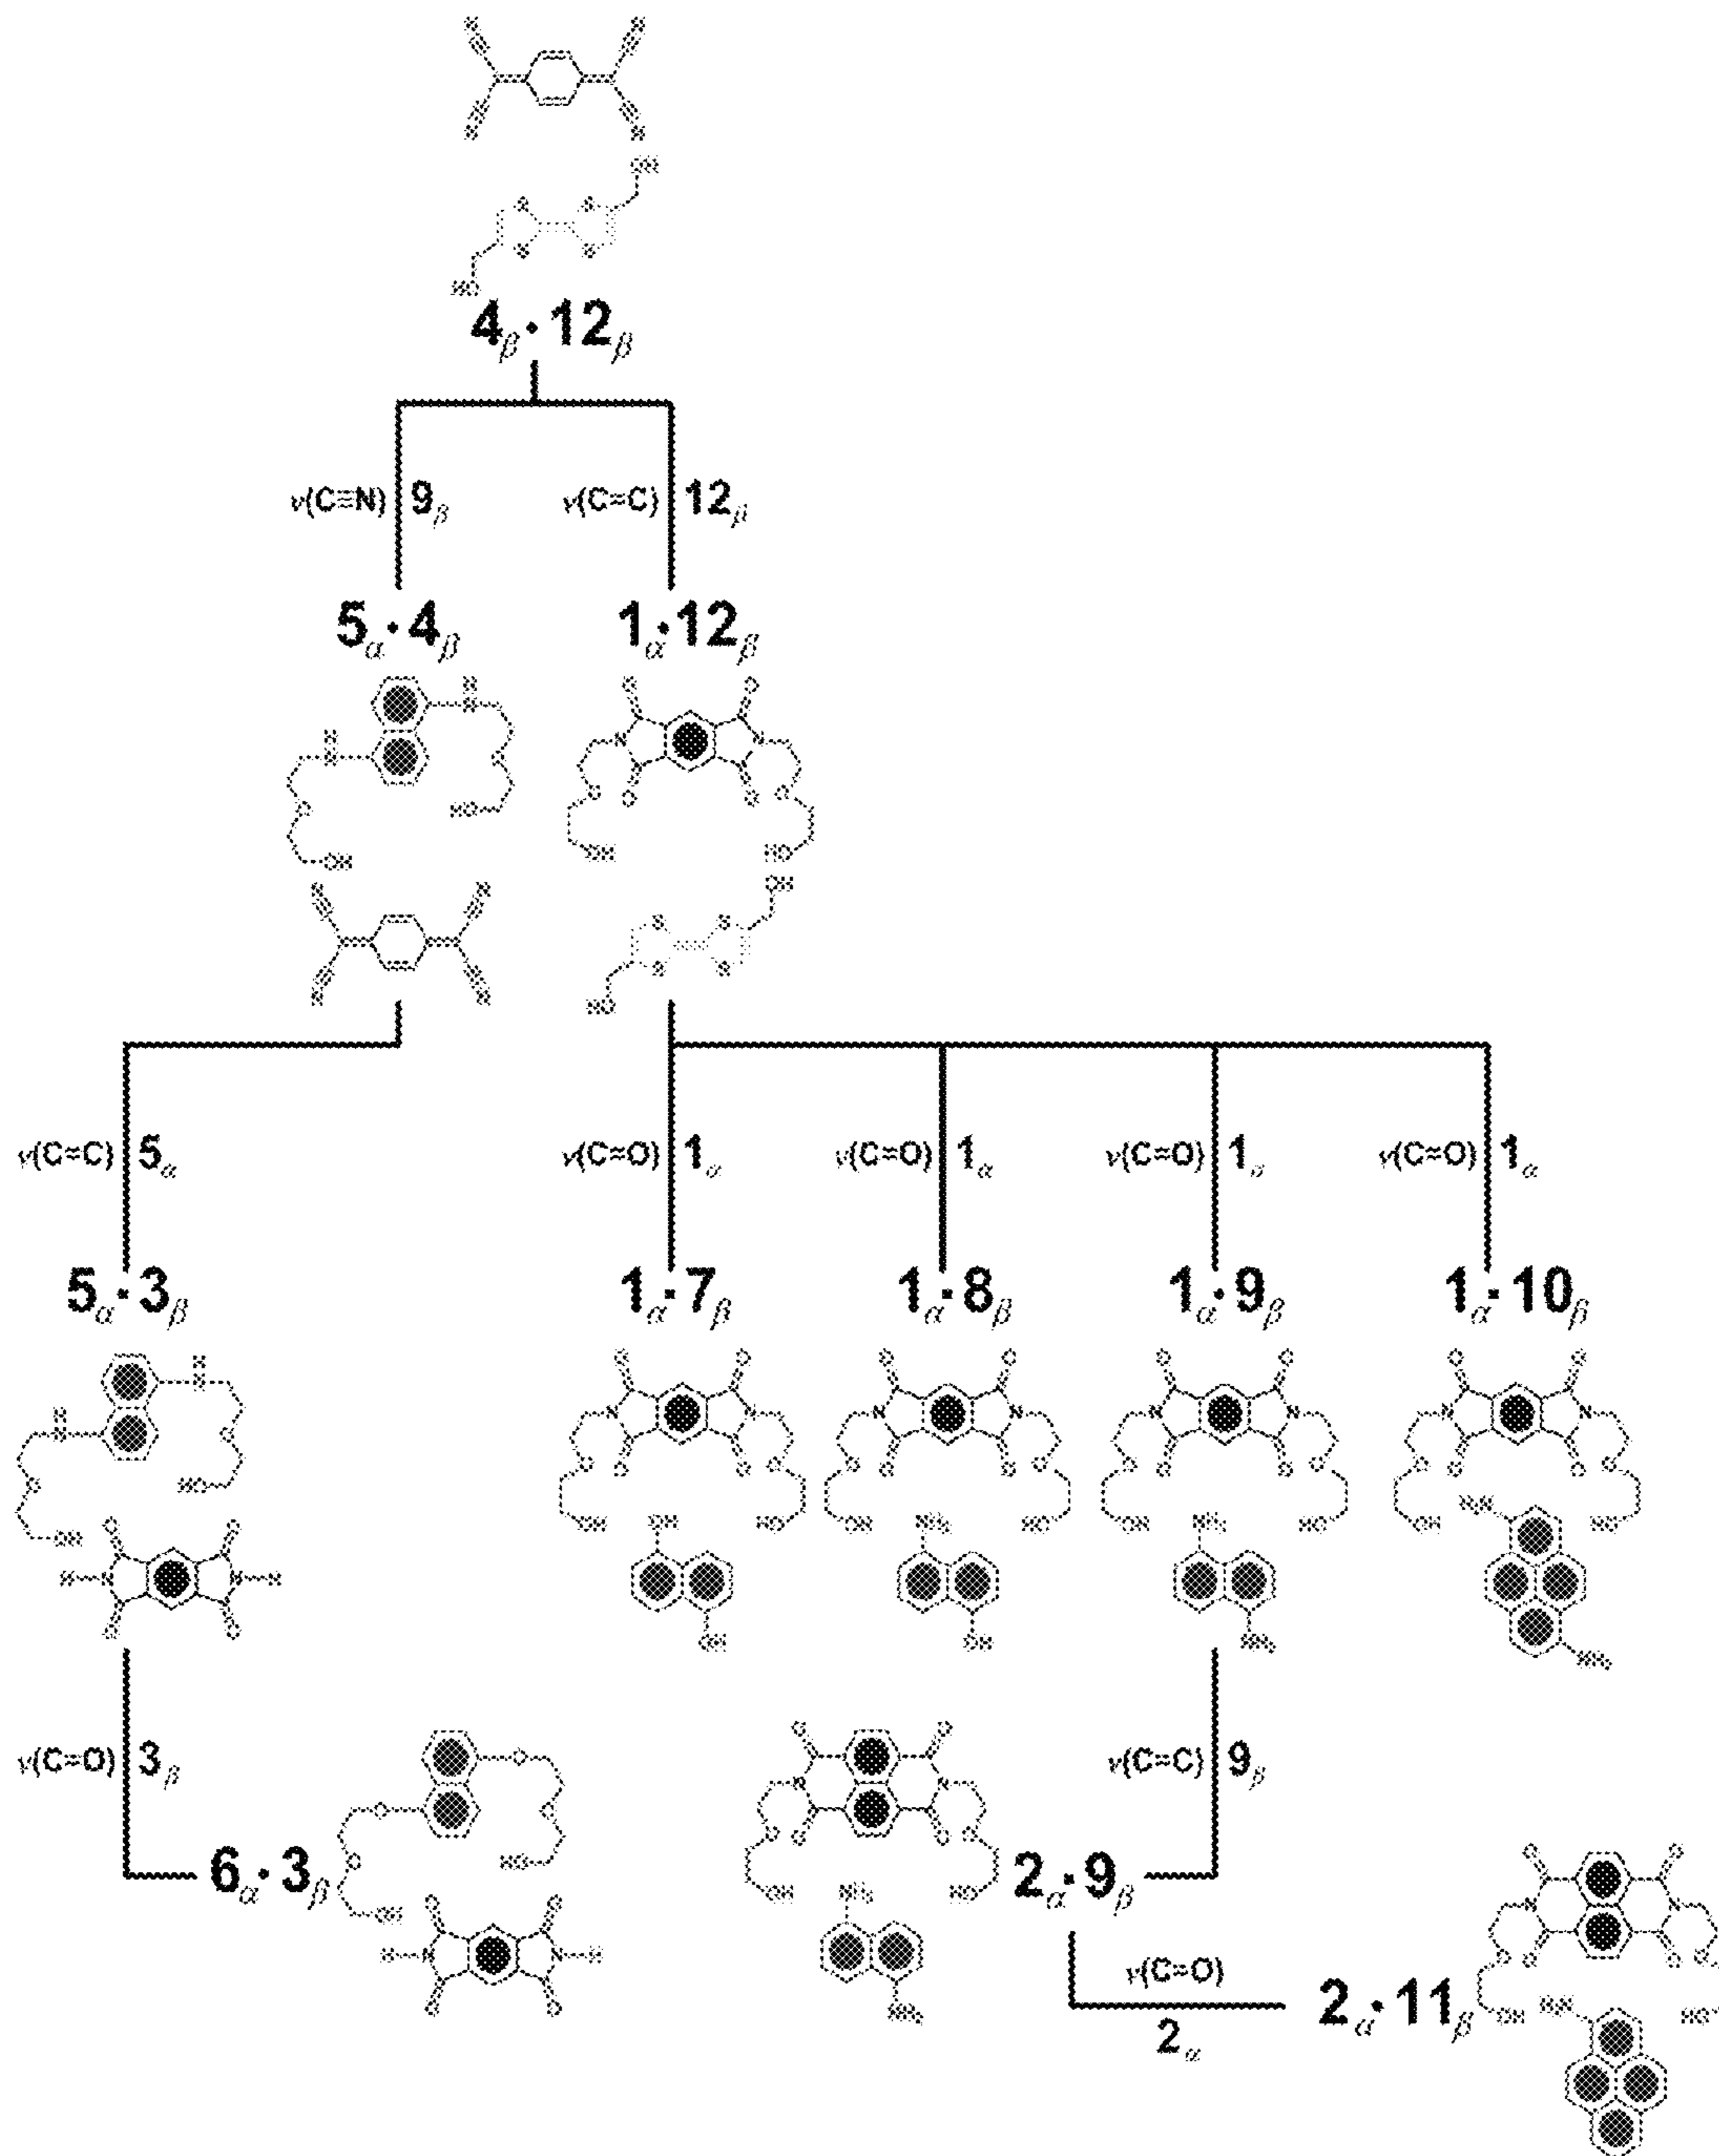 4β·12β
ν(C≡N) 9β
ν(C=C) 12β
5α·4β
1α·12β
ν(C=C) 5α
ν(C=O) 1α
ν(C=O) 1α
ν(C=O) 1α
ν(C=O) 1α
5α·3β
1α·7β
1α·8β
1α·9β
1α·10β
ν(C=O) 3β
ν(C=C) 9β
6α·3β
2α·9β
ν(C=O)
2α
2α·11β